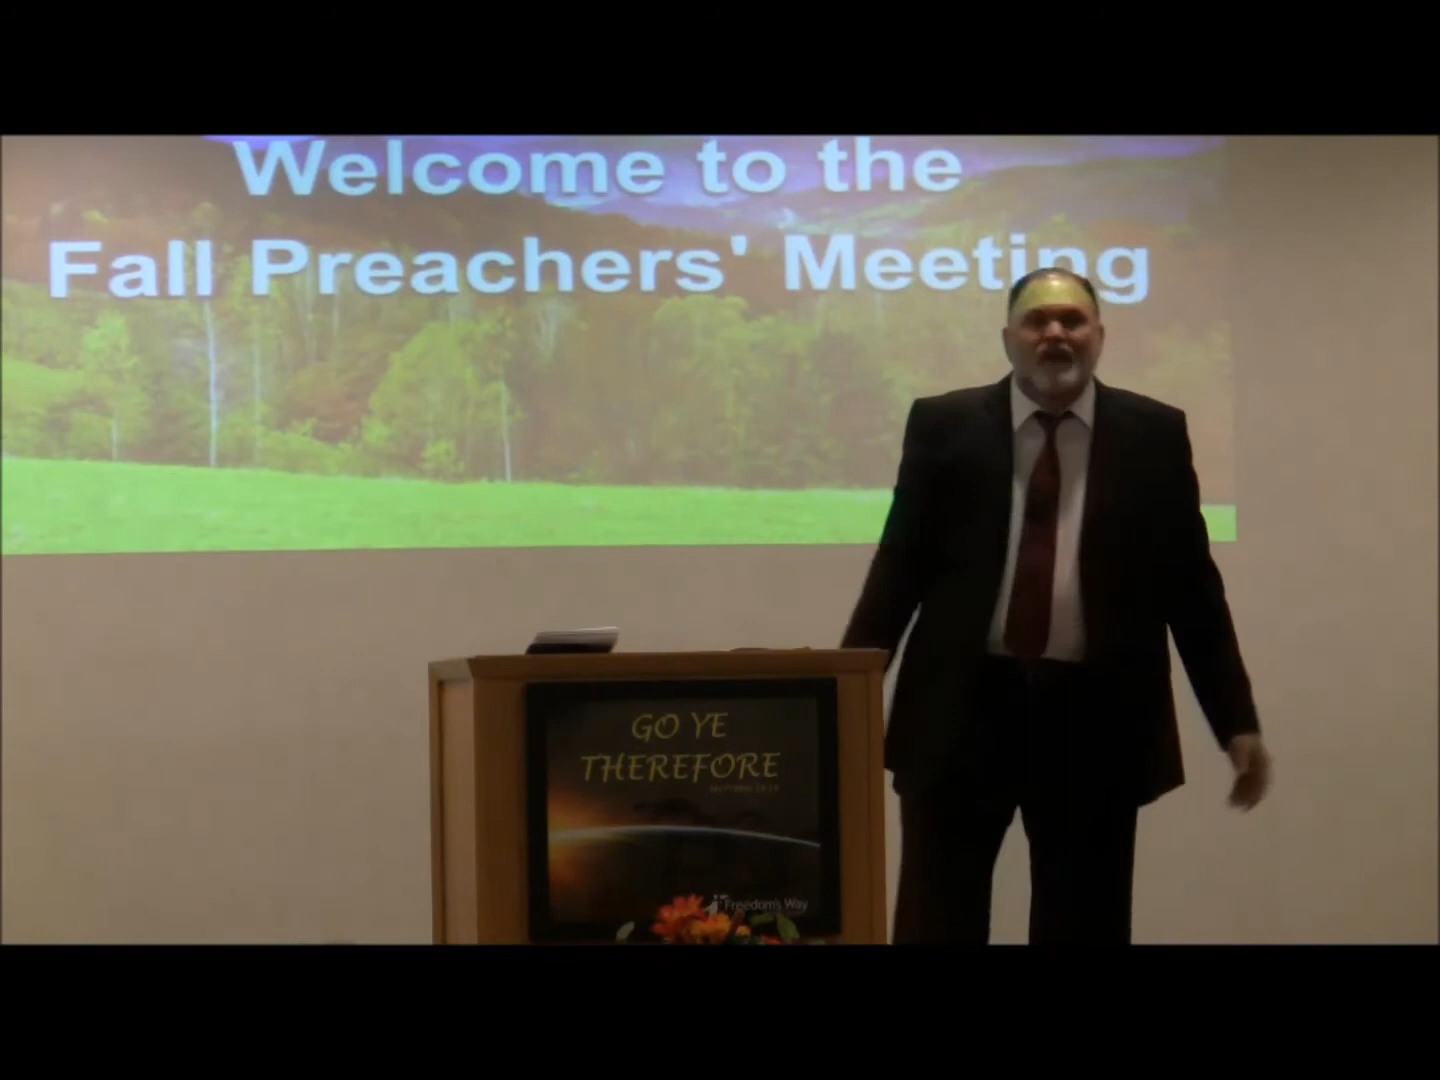 Welcome to the
Fall Preachers' Meeting
GO YE
THEREFORE
Freedom's Way